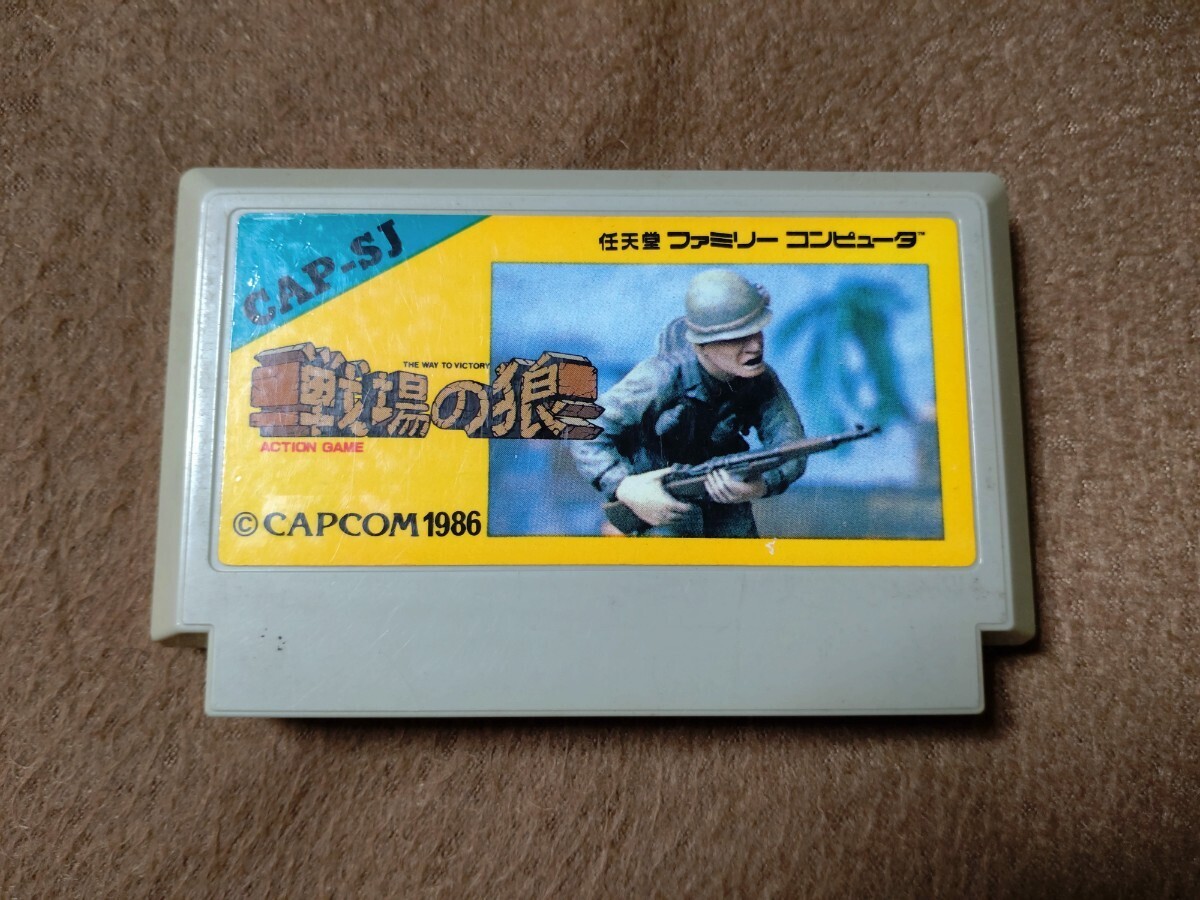 CAP-SJ
任天堂 ファミリー コンピュータ™
THE WAY TO VICTORY
戦場の狼
ACTION GAME
©CAPCOM 1986